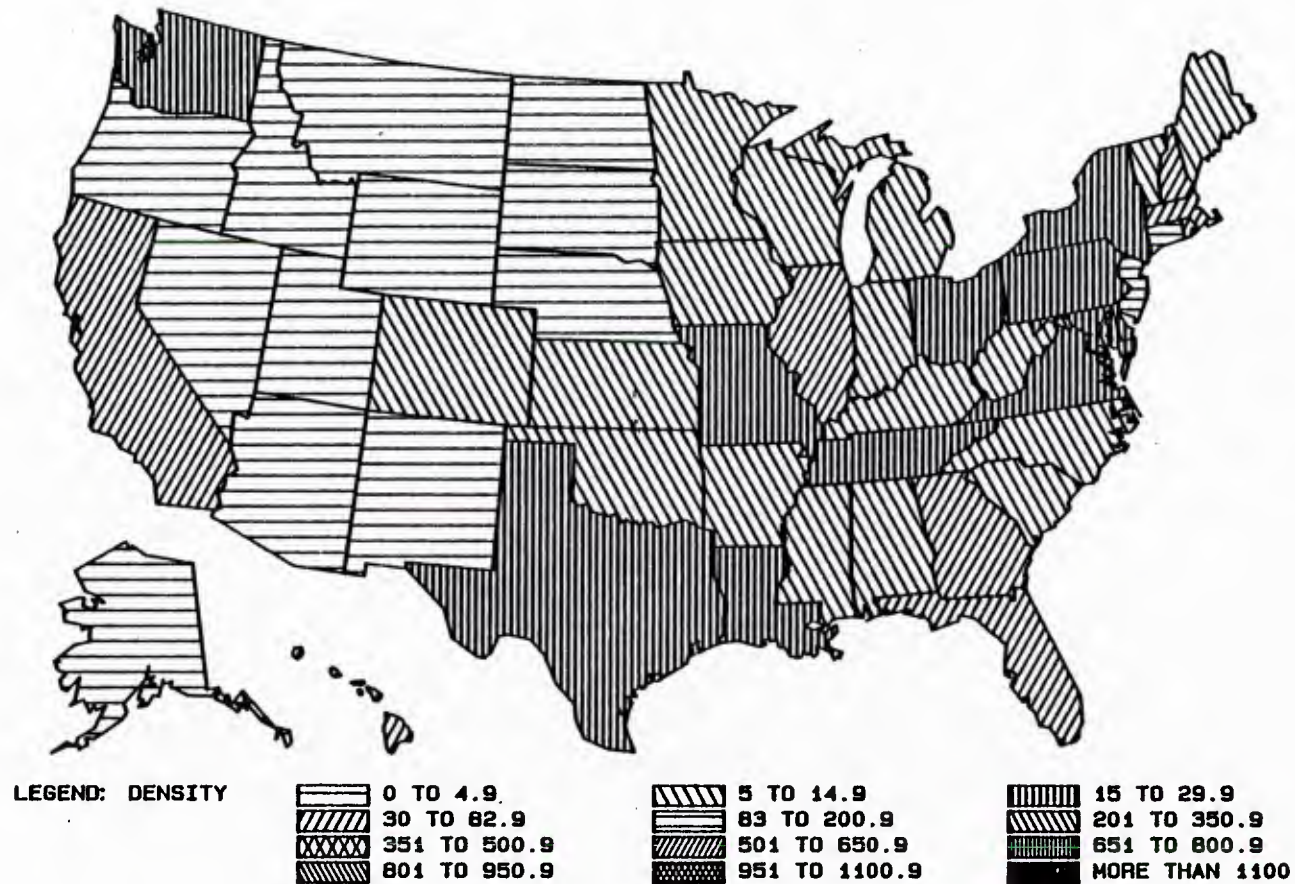 LEGEND: DENSITY 0 TO 4.9 5 TO 14.9 15 TO 29.9
30 TO 82.9 83 TO 200.9 201 TO 350.9
351 TO 500.9 501 TO 650.9 651 TO 800.9
801 TO 950.9 951 TO 1100.9 MORE THAN 1100